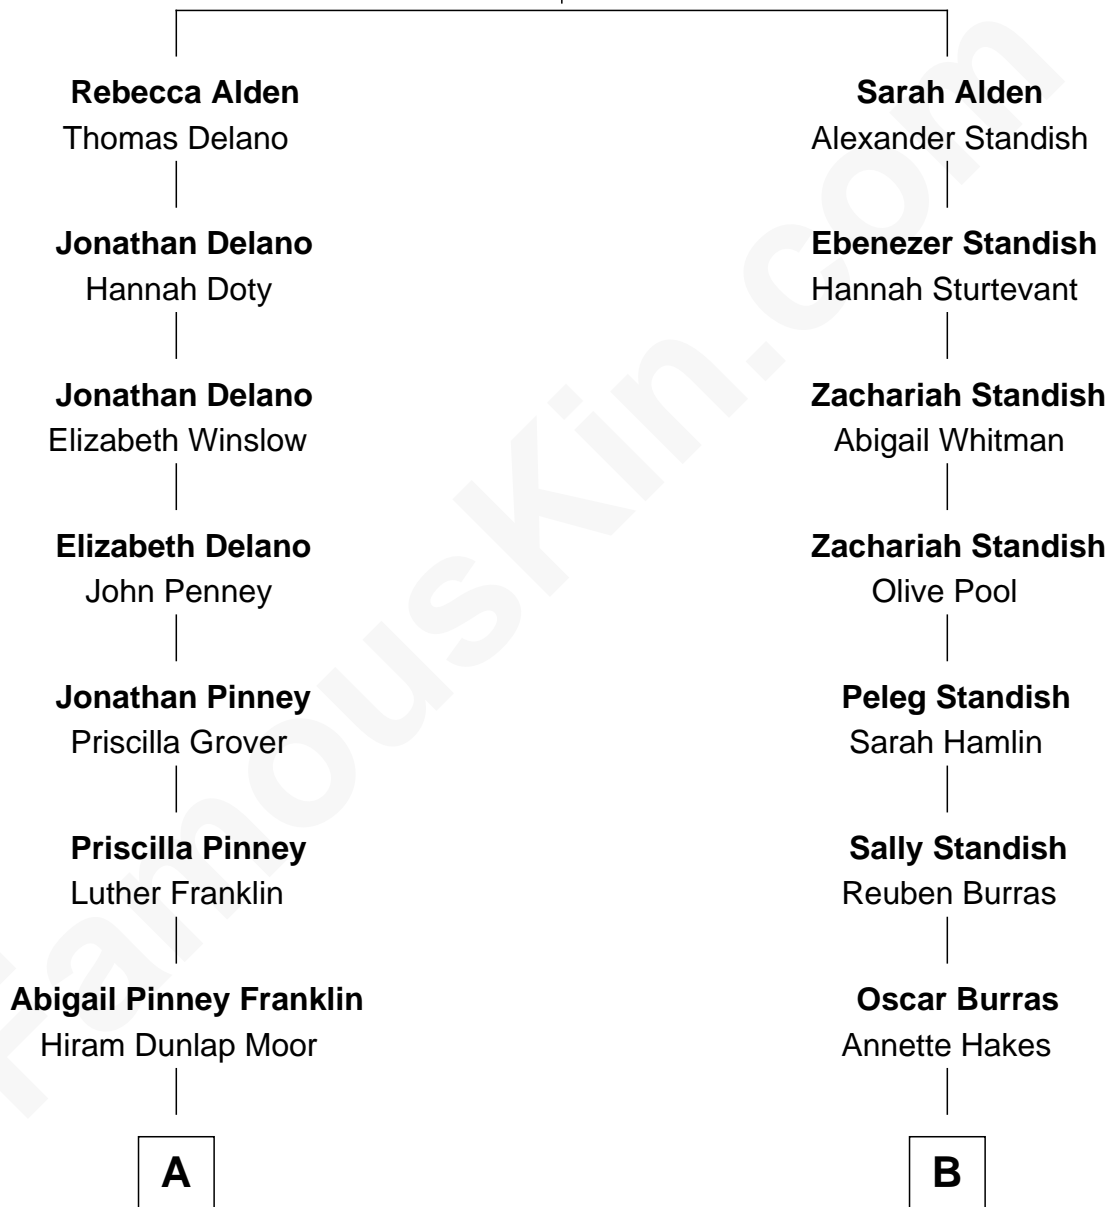 Rebecca Alden
Thomas Delano
Jonathan Delano
Hannah Doty
Jonathan Delano
Elizabeth Winslow
Elizabeth Delano
John Penney
Jonathan Pinney
Priscilla Grover
Priscilla Pinney
Luther Franklin
Abigail Pinney Franklin
Hiram Dunlap Moor
A
Sarah Alden
Alexander Standish
Ebenezer Standish
Hannah Sturtevant
Zachariah Standish
Abigail Whitman
Zachariah Standish
Olive Pool
Peleg Standish
Sarah Hamlin
Sally Standish
Reuben Burras
Oscar Burras
Annette Hakes
B
FamousKin.com